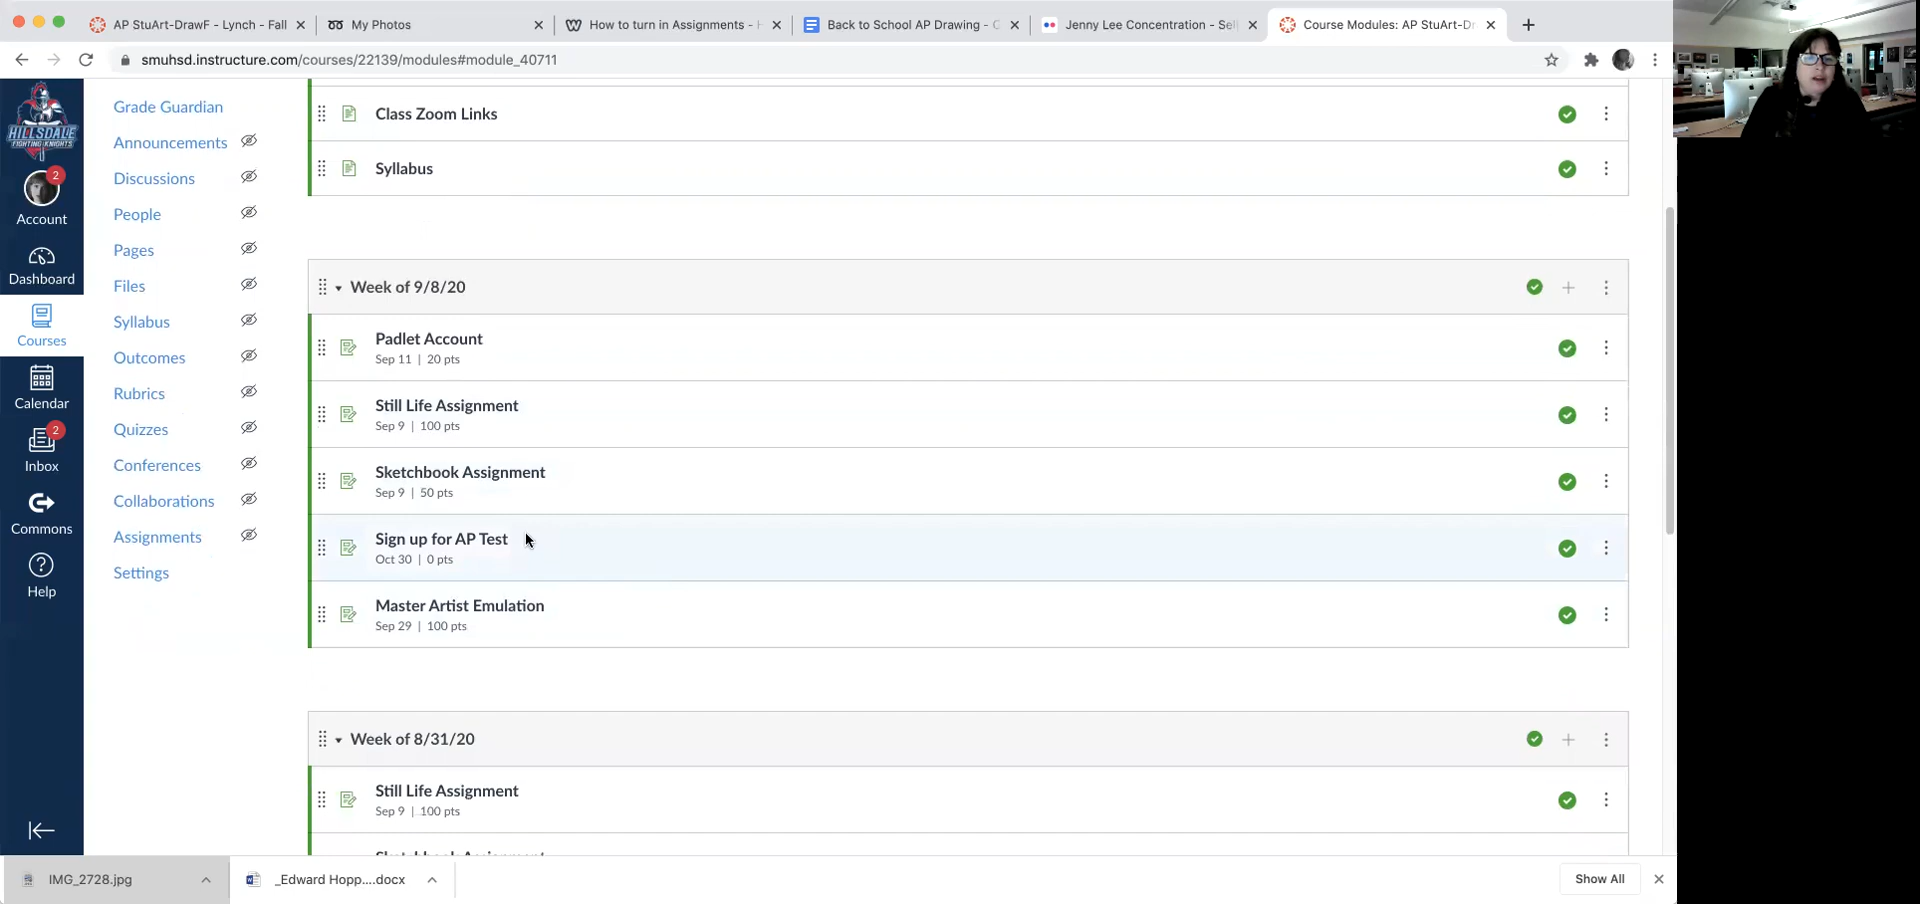 AP StuArt-DrawF - Lynch - Fall
My Photos
How to turn in Assignments -
Back to School AP Drawing -
Jenny Lee Concentration - Sel
Course Modules: AP StuArt-Dr
smuhsd.instructure.com/courses/22139/modules#module_40711
HILLSDALE
FIGHTING KNIGHTS
2
Account
Dashboard
Courses
Calendar
2
Inbox
Commons
Help
Grade Guardian
Announcements
Discussions
People
Pages
Files
Syllabus
Outcomes
Rubrics
Quizzes
Conferences
Collaborations
Assignments
Settings
Class Zoom Links
Syllabus
Week of 9/8/20
Padlet Account
Sep 11 | 20 pts
Still Life Assignment
Sep 9 | 100 pts
Sketchbook Assignment
Sep 9 | 50 pts
Sign up for AP Test
Oct 30 | 0 pts
Master Artist Emulation
Sep 29 | 100 pts
Week of 8/31/20
Still Life Assignment
Sep 9 | 100 pts
IMG_2728.jpg
_Edward Hopp....docx
Show All